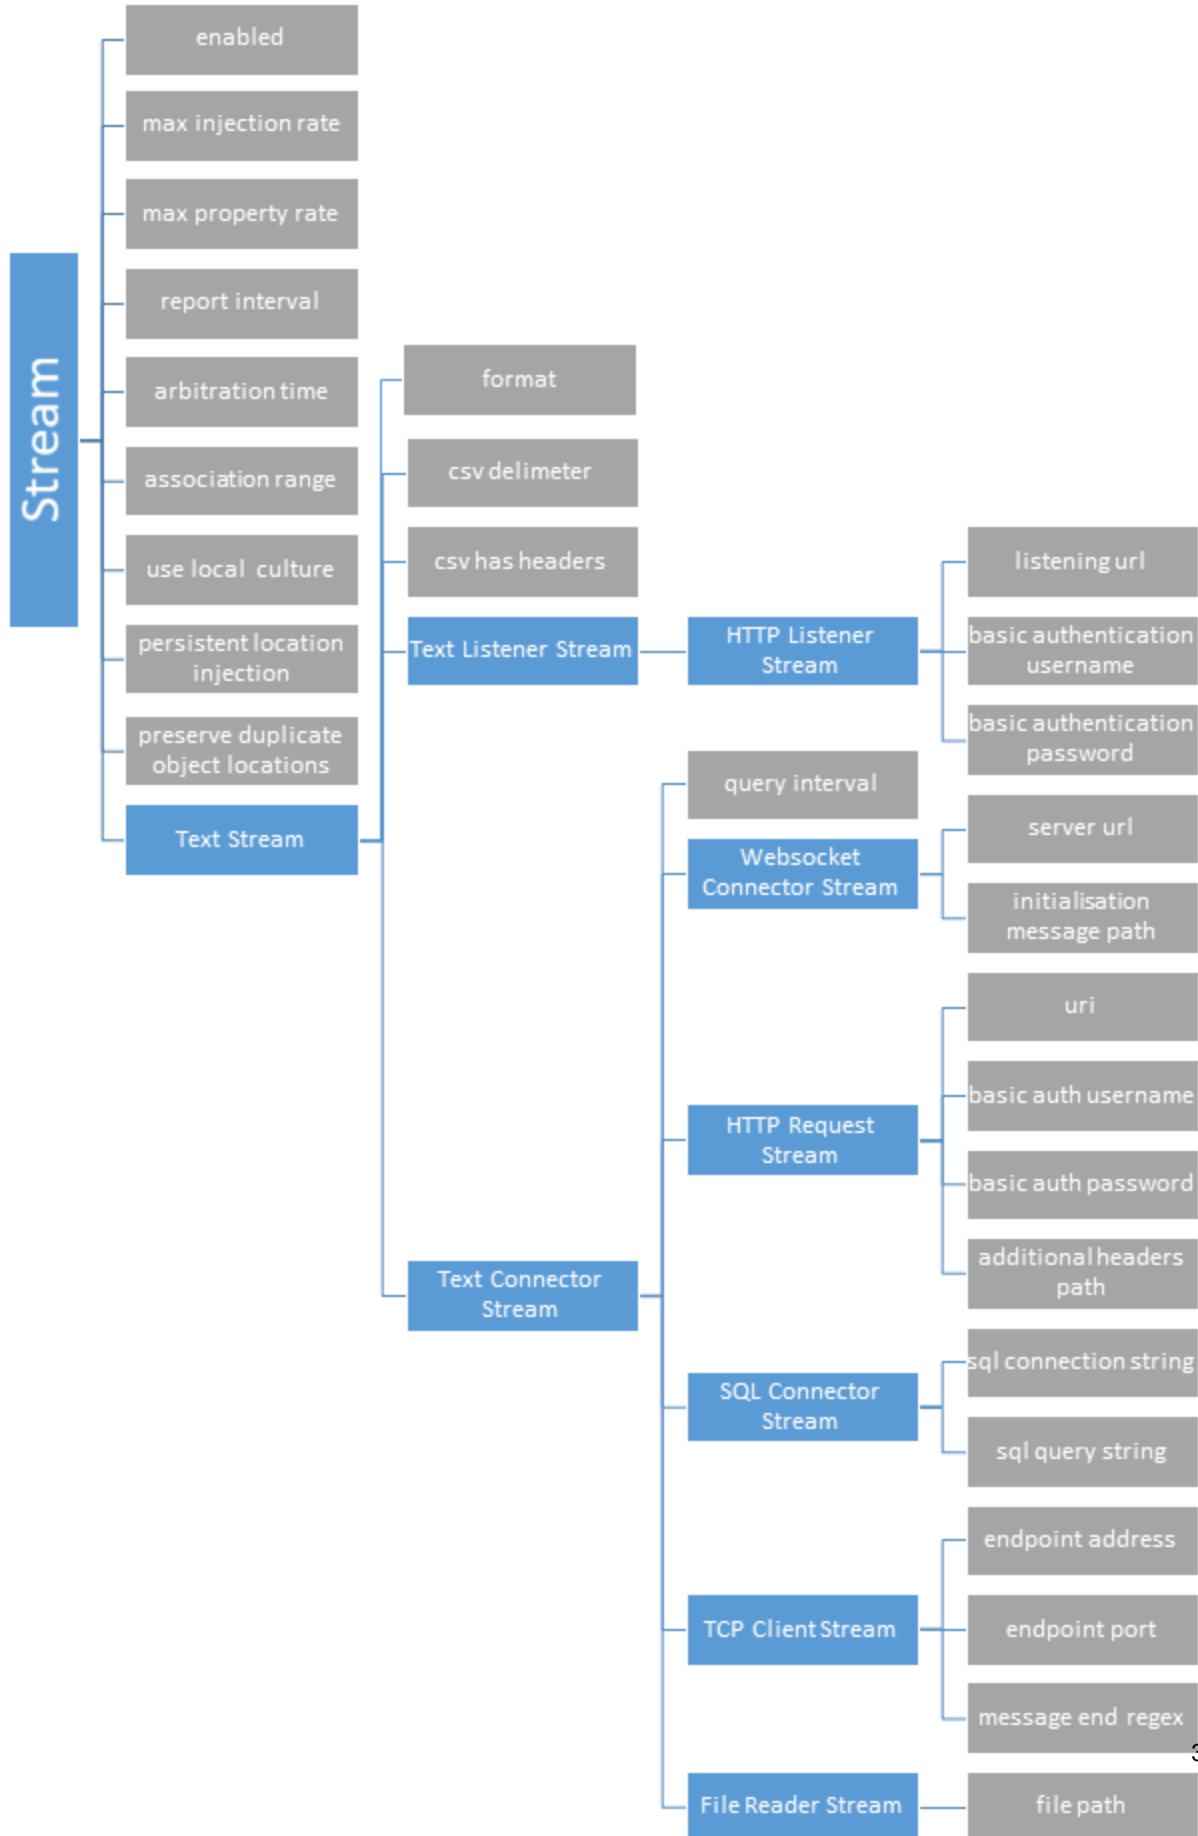 Stream
enabled
max injection rate
max property rate
report interval
arbitration time
association range
use local culture
persistent location
injection
preserve duplicate
object locations
Text Stream
format
csv delimeter
csv has headers
Text Listener Stream
HTTP Listener
Stream
listening url
basic authentication
username
basic authentication
password
Text Connector
Stream
query interval
Websocket
Connector Stream
server url
initialisation
message path
HTTP Request
Stream
uri
basic auth username
basic auth password
additional headers
path
SQL Connector
Stream
sql connection string
sql query string
TCP Client Stream
endpoint address
endpoint port
message end regex
File Reader Stream
file path